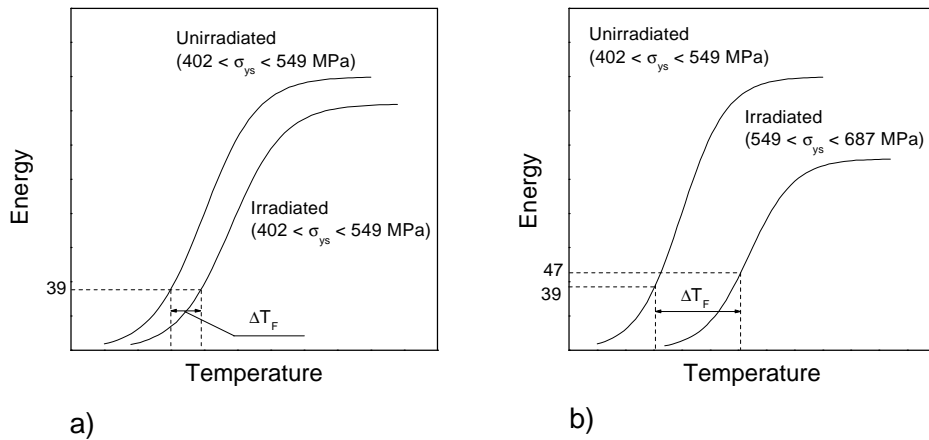 Unirradiated
(402 < σys < 549 MPa)
Irradiated
(402 < σys < 549 MPa)
39
ΔTF
Energy
Temperature
a)
Unirradiated
(402 < σys < 549 MPa)
Irradiated
(549 < σys < 687 MPa)
47
39
ΔTF
Energy
Temperature
b)